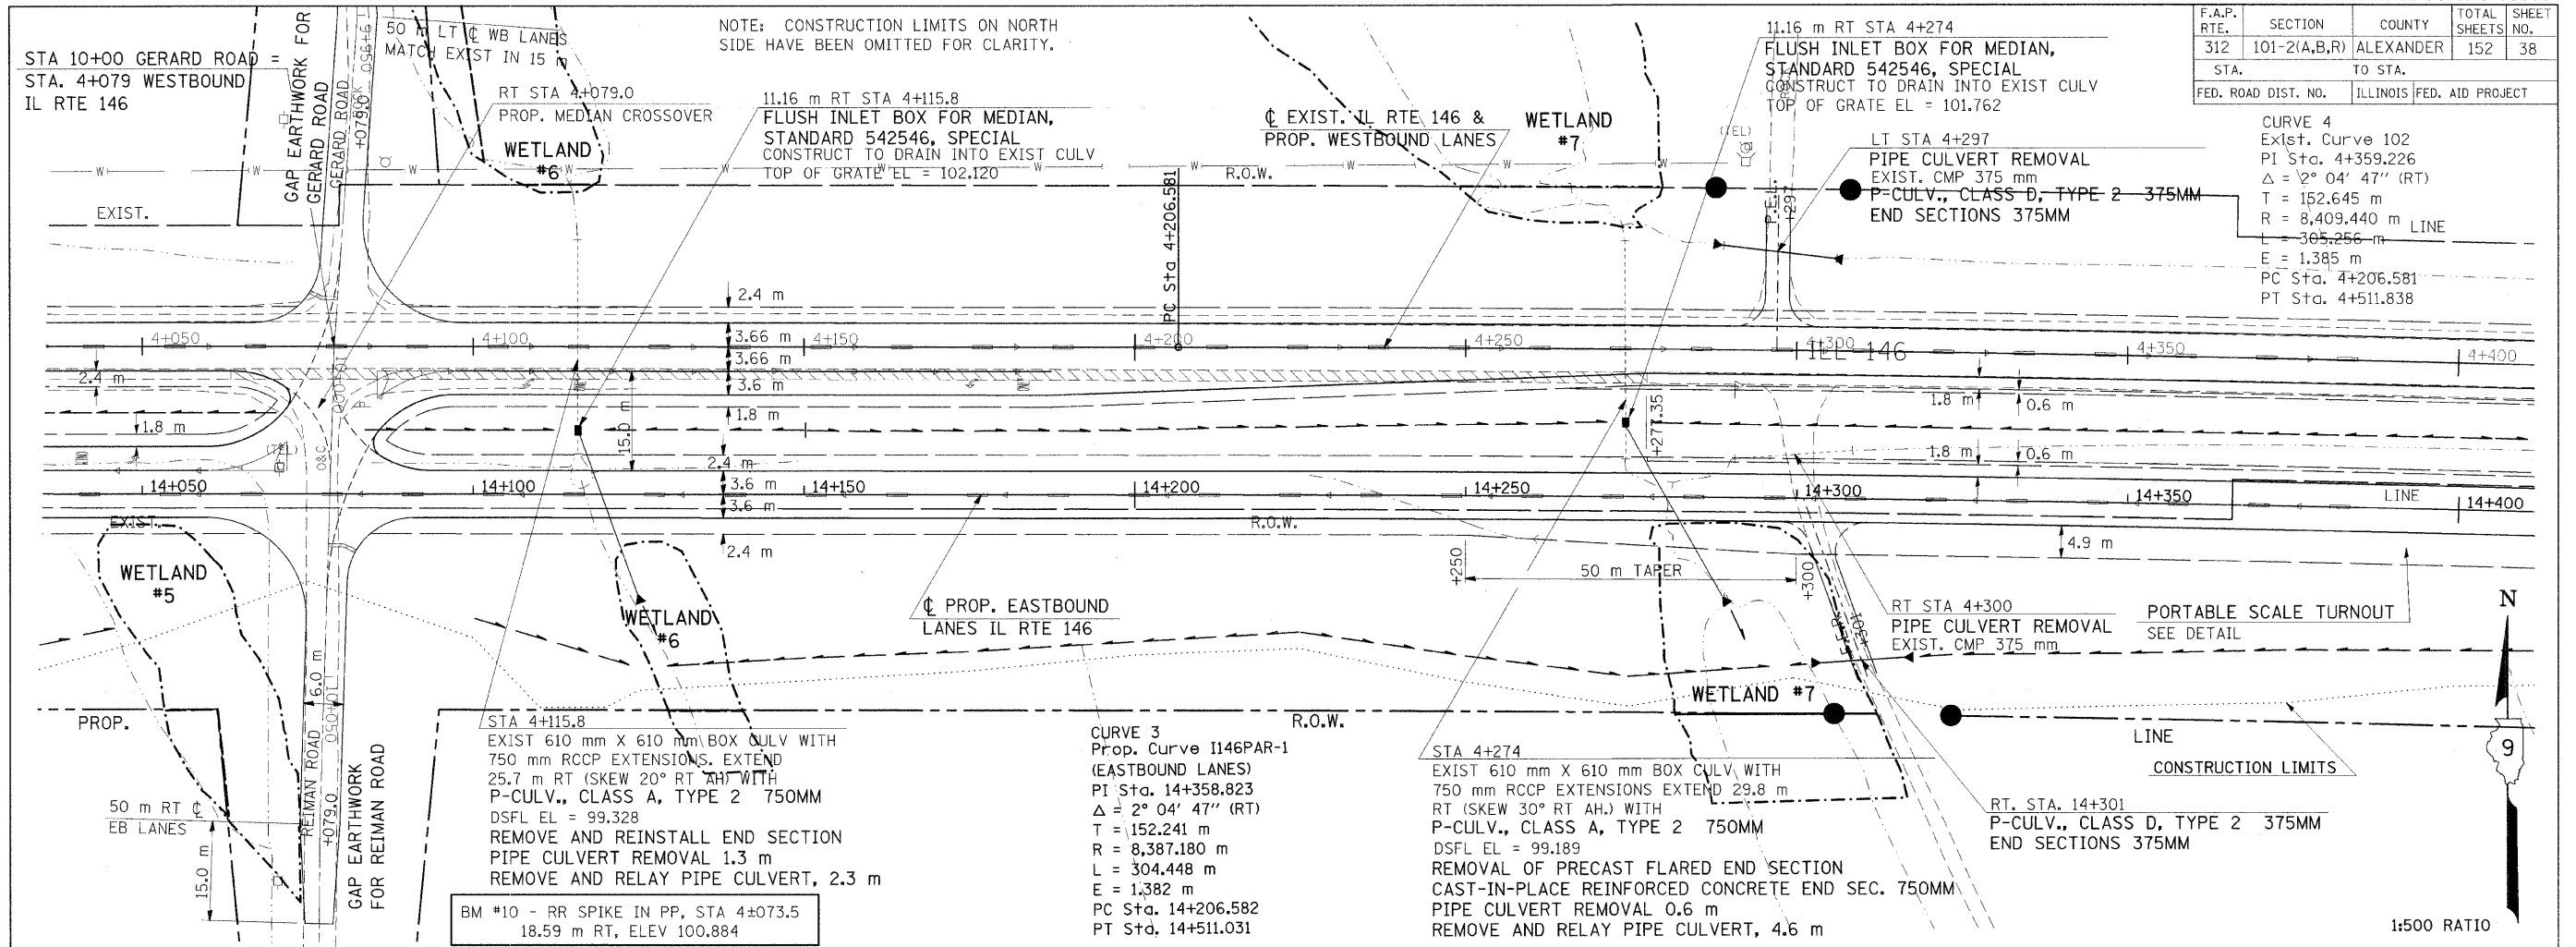 STA 10+00 GERARD ROAD =
STA. 4+079 WESTBOUND
IL RTE 146
GAP EARTHWORK FOR
GERARD ROAD
GERARD ROAD
+079.0
50 m LT ℄ WB LANES
MATCH EXIST IN 15 m
NOTE: CONSTRUCTION LIMITS ON NORTH
SIDE HAVE BEEN OMITTED FOR CLARITY.
RT STA 4+079.0
PROP. MEDIAN CROSSOVER
11.16 m RT STA 4+115.8
FLUSH INLET BOX FOR MEDIAN,
STANDARD 542546, SPECIAL
CONSTRUCT TO DRAIN INTO EXIST CULV
TOP OF GRATE EL = 102.120
WETLAND
#6
℄ EXIST. IL RTE 146 &
PROP. WESTBOUND LANES
WETLAND
#7
11.16 m RT STA 4+274
FLUSH INLET BOX FOR MEDIAN,
STANDARD 542546, SPECIAL
CONSTRUCT TO DRAIN INTO EXIST CULV
TOP OF GRATE EL = 101.762
(TEL)
LT STA 4+297
PIPE CULVERT REMOVAL
EXIST. CMP 375 mm
P-CULV., CLASS D, TYPE 2 375MM
END SECTIONS 375MM
P.E.
+297
F.A.P. RTE. SECTION COUNTY TOTAL SHEETS SHEET NO.
312 101-2(A,B,R) ALEXANDER 152 38
STA. TO STA.
FED. ROAD DIST. NO. ILLINOIS FED. AID PROJECT
CURVE 4
Exist. Curve 102
PI Sta. 4+359.226
Δ = 2° 04' 47" (RT)
T = 152.645 m
R = 8,409.440 m
L = 305.256 m
E = 1.385 m
PC Sta. 4+206.581
PT Sta. 4+511.838
LINE
EXIST.
W W W W W W W W W
R.O.W.
PC Sta 4+206.581
2.4 m
3.66 m
3.66 m
3.6 m
1.8 m
15.0 m
2.4 m
3.6 m
3.6 m
2.4 m
4+050 4+100 4+150 4+200 4+250 4+300 4+350 4+400
ILL 146
2.4 m
1.8 m
(TEL)
+277.35
1.8 m 0.6 m
1.8 m 0.6 m
14+050 14+100 14+150 14+200 14+250 14+300 14+350 14+400
LINE
EXIST.
R.O.W.
4.9 m
+250
50 m TAPER
+300
WETLAND
#5
WETLAND
#6
℄ PROP. EASTBOUND
LANES IL RTE 146
RT STA 4+300
PIPE CULVERT REMOVAL
EXIST. CMP 375 mm
PORTABLE SCALE TURNOUT
SEE DETAIL
N
WETLAND #7
+301
6.0 m
10+050
PROP.
R.O.W.
LINE
CONSTRUCTION LIMITS
9
50 m RT ℄
EB LANES
15.0 m
REIMAN ROAD
+079.0
GAP EARTHWORK
FOR REIMAN ROAD
STA 4+115.8
EXIST 610 mm X 610 mm BOX CULV WITH
750 mm RCCP EXTENSIONS. EXTEND
25.7 m RT (SKEW 20° RT AH) WITH
P-CULV., CLASS A, TYPE 2 750MM
DSFL EL = 99.328
REMOVE AND REINSTALL END SECTION
PIPE CULVERT REMOVAL 1.3 m
REMOVE AND RELAY PIPE CULVERT, 2.3 m
BM #10 - RR SPIKE IN PP, STA 4±073.5
18.59 m RT, ELEV 100.884
CURVE 3
Prop. Curve I146PAR-1
(EASTBOUND LANES)
PI Sta. 14+358.823
Δ = 2° 04' 47" (RT)
T = 152.241 m
R = 8,387.180 m
L = 304.448 m
E = 1.382 m
PC Sta. 14+206.582
PT Sta. 14+511.031
STA 4+274
EXIST 610 mm X 610 mm BOX CULV WITH
750 mm RCCP EXTENSIONS EXTEND 29.8 m
RT (SKEW 30° RT AH.) WITH
P-CULV., CLASS A, TYPE 2 750MM
DSFL EL = 99.189
REMOVAL OF PRECAST FLARED END SECTION
CAST-IN-PLACE REINFORCED CONCRETE END SEC. 750MM
PIPE CULVERT REMOVAL 0.6 m
REMOVE AND RELAY PIPE CULVERT, 4.6 m
RT. STA. 14+301
P-CULV., CLASS D, TYPE 2 375MM
END SECTIONS 375MM
1:500 RATIO